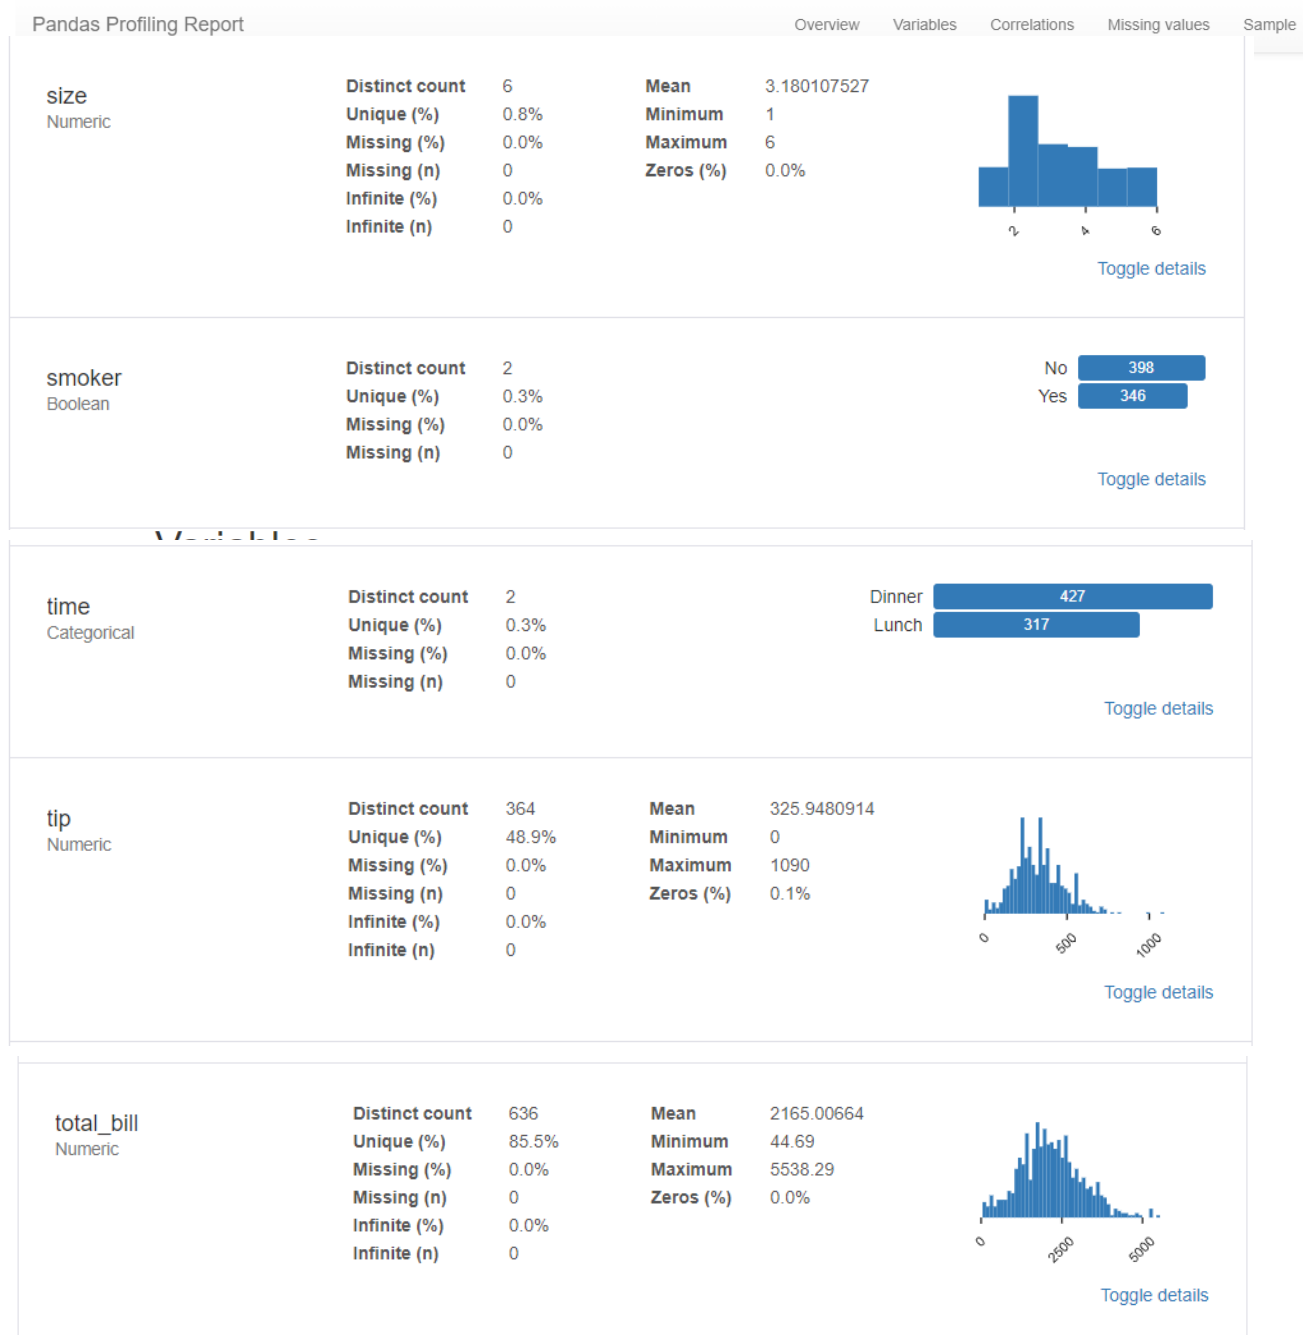 Pandas Profiling Report Overview Variables Correlations Missing values Sample
size
Numeric
Distinct count 6
Unique (%) 0.8%
Missing (%) 0.0%
Missing (n) 0
Infinite (%) 0.0%
Infinite (n) 0
Mean 3.180107527
Minimum 1
Maximum 6
Zeros (%) 0.0%
2 4 6
Toggle details
smoker
Boolean
Distinct count 2
Unique (%) 0.3%
Missing (%) 0.0%
Missing (n) 0
No 398
Yes 346
Toggle details
Variables
time
Categorical
Distinct count 2
Unique (%) 0.3%
Missing (%) 0.0%
Missing (n) 0
Dinner 427
Lunch 317
Toggle details
tip
Numeric
Distinct count 364
Unique (%) 48.9%
Missing (%) 0.0%
Missing (n) 0
Infinite (%) 0.0%
Infinite (n) 0
Mean 325.9480914
Minimum 0
Maximum 1090
Zeros (%) 0.1%
0 500 1000
Toggle details
total_bill
Numeric
Distinct count 636
Unique (%) 85.5%
Missing (%) 0.0%
Missing (n) 0
Infinite (%) 0.0%
Infinite (n) 0
Mean 2165.00664
Minimum 44.69
Maximum 5538.29
Zeros (%) 0.0%
0 2500 5000
Toggle details